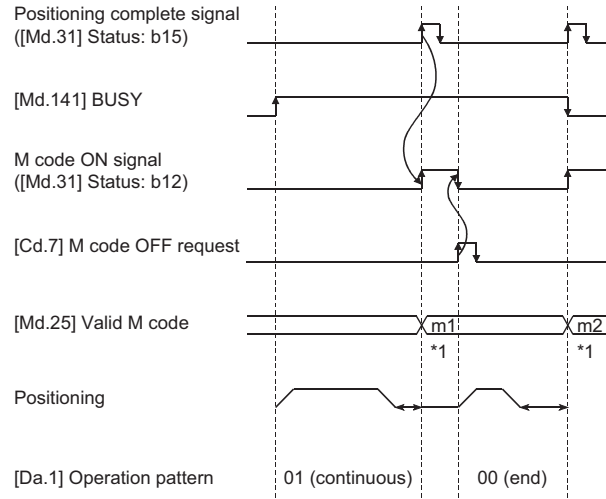 Positioning complete signal
([Md.31] Status: b15)
[Md.141] BUSY
M code ON signal
([Md.31] Status: b12)
[Cd.7] M code OFF request
[Md.25] Valid M code
m1
m2
*1
*1
Positioning
[Da.1] Operation pattern
01 (continuous)
00 (end)